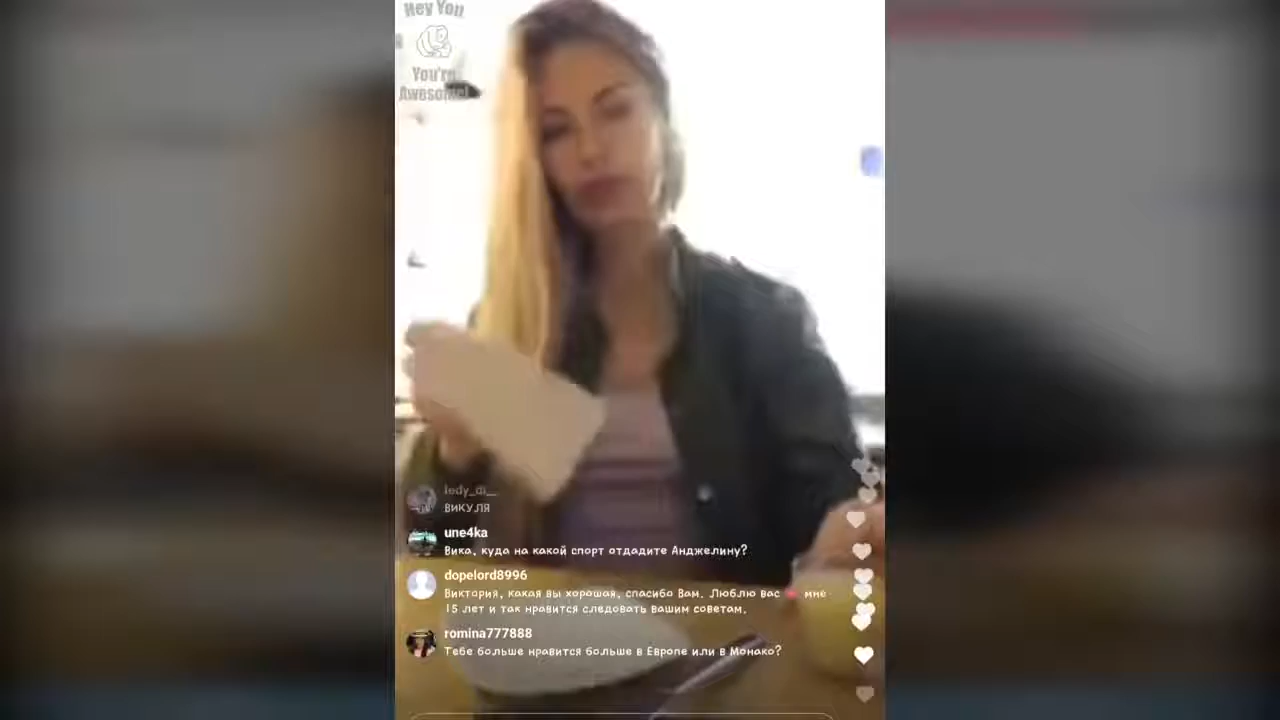 Hey You
You're
Awesome!
ledy_di__
ВИКУЛЯ
une4ka
Вика, куда на какой спорт отдадите Анджелину?
dopelord8996
Виктория, какая вы хорошая, спасибо Вам. Люблю вас ❤️ мне
15 лет и так нравится следовать вашим советам.
romina777888
Тебе больше нравится больше в Европе или в Монако?